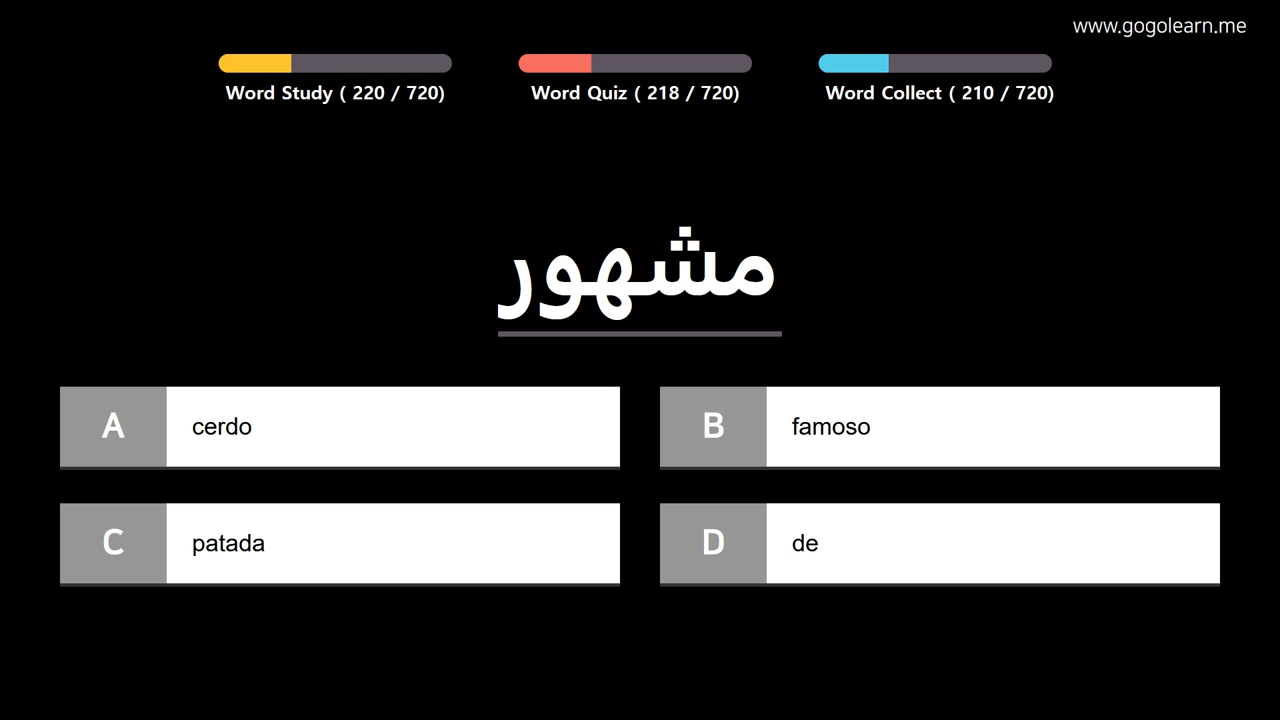 www.gogolearn.me
Word Study ( 220 / 720)
Word Quiz ( 218 / 720)
Word Collect ( 210 / 720)
مشهور
A cerdo
B famoso
C patada
D de